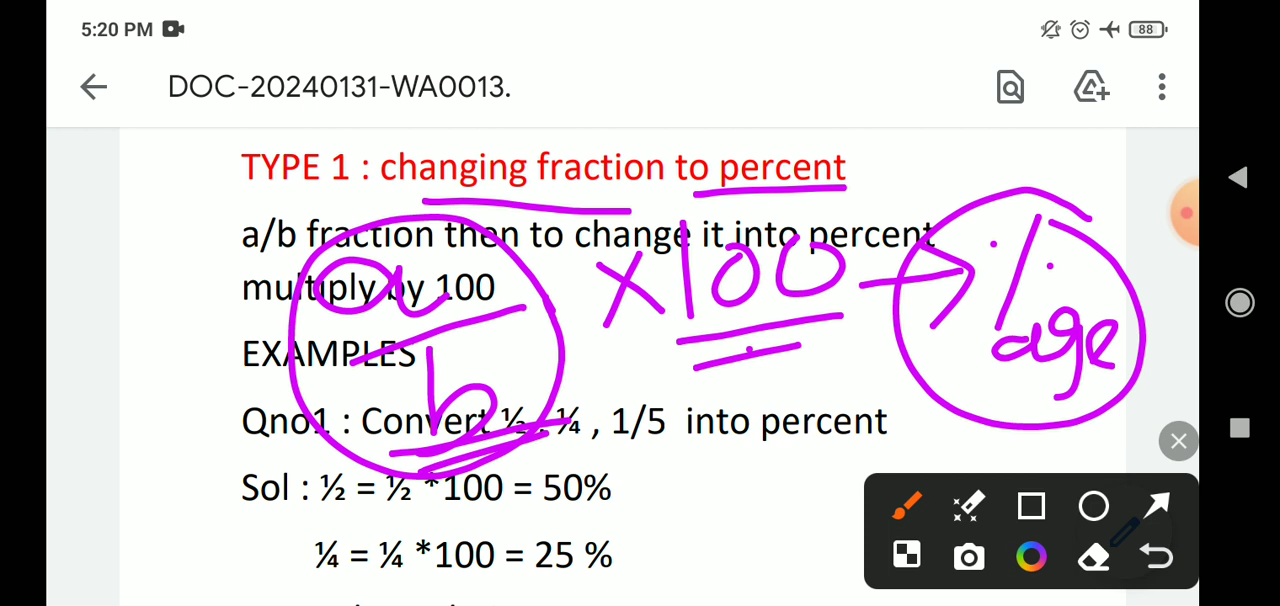 5:20 PM
88
DOC-20240131-WA0013.
TYPE 1 : changing fraction to percent
a/b fraction then to change it into percent
multiply by 100
a/b ×100 → % age
EXAMPLES
Qno1 : Convert ½ , ¼ , 1/5 into percent
Sol : ½ = ½ *100 = 50%
¼ = ¼ *100 = 25 %